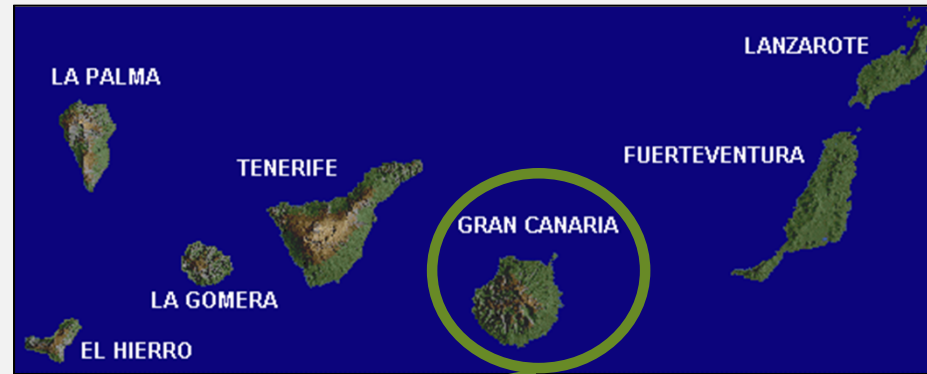 LANZAROTE
LA PALMA
FUERTEVENTURA
TENERIFE
GRAN CANARIA
LA GOMERA
EL HIERRO